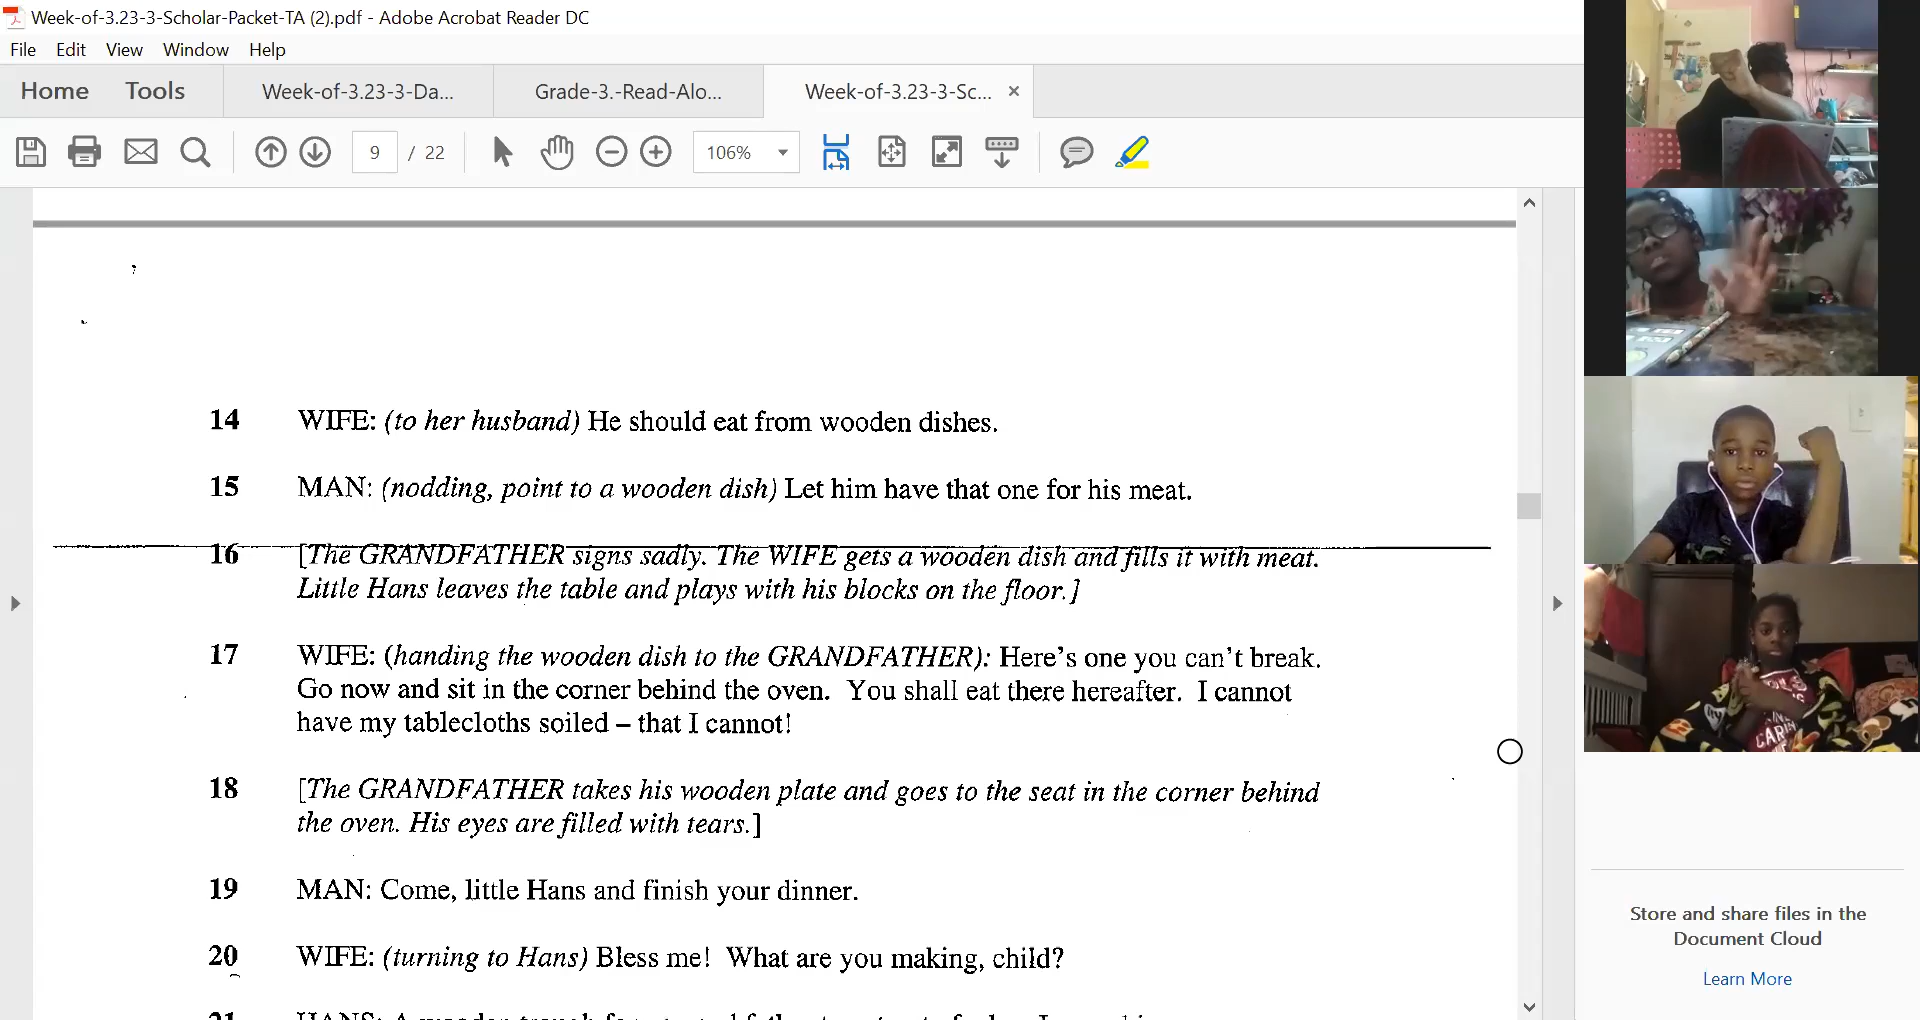 Week-of-3.23-3-Scholar-Packet-TA (2).pdf - Adobe Acrobat Reader DC
File Edit View Window Help
Home Tools Week-of-3.23-3-Da... Grade-3.-Read-Alo... Week-of-3.23-3-Sc... ×
9 / 22 106%
14 WIFE: (to her husband) He should eat from wooden dishes.
15 MAN: (nodding, point to a wooden dish) Let him have that one for his meat.
16 [The GRANDFATHER signs sadly. The WIFE gets a wooden dish and fills it with meat.
Little Hans leaves the table and plays with his blocks on the floor.]
17 WIFE: (handing the wooden dish to the GRANDFATHER): Here's one you can't break.
Go now and sit in the corner behind the oven. You shall eat there hereafter. I cannot
have my tablecloths soiled – that I cannot!
18 [The GRANDFATHER takes his wooden plate and goes to the seat in the corner behind
the oven. His eyes are filled with tears.]
19 MAN: Come, little Hans and finish your dinner.
20 WIFE: (turning to Hans) Bless me! What are you making, child?
21 HANS: A wooden
Store and share files in the
Document Cloud
Learn More